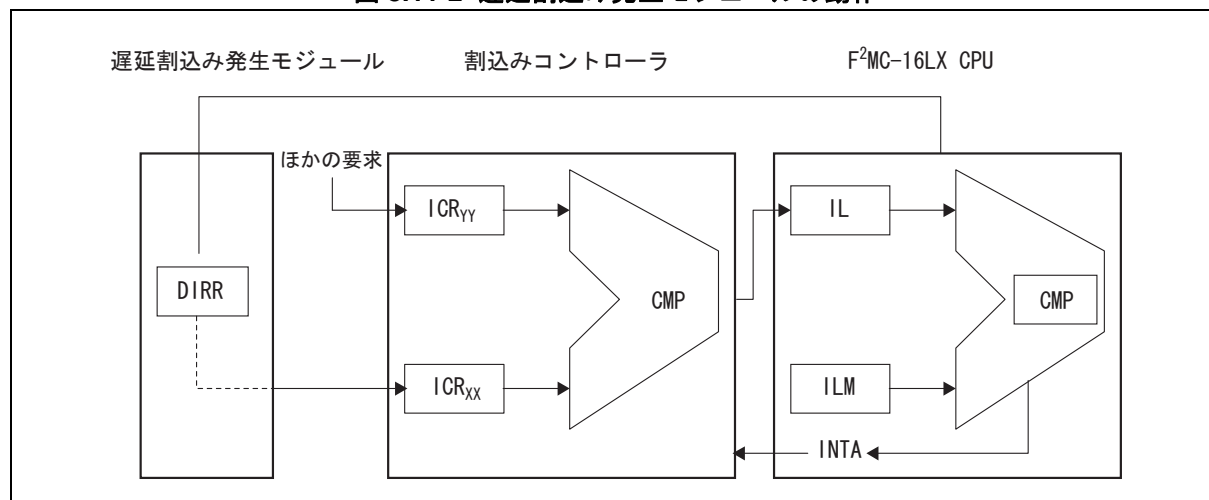 遅延割込み発生モジュール 割込みコントローラ F²MC-16LX CPU
ほかの要求
ICRYY IL
DIRR CMP CMP
ICRXX ILM
INTA